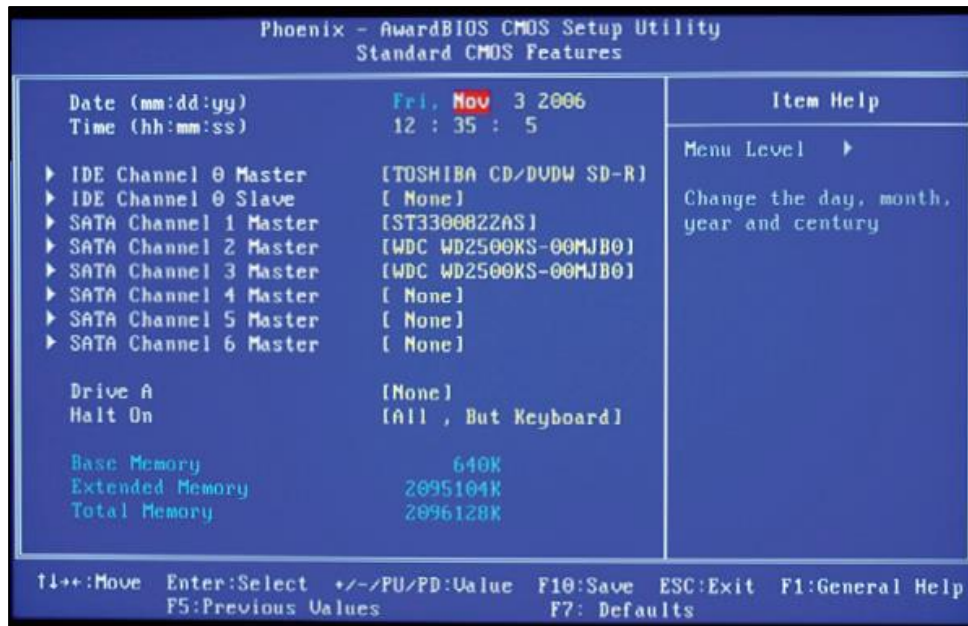 Phoenix - AwardBIOS CMOS Setup Utility
Standard CMOS Features
Date (mm:dd:yy) Fri, Nov 3 2006
Time (hh:mm:ss) 12 : 35 : 5
IDE Channel 0 Master [TOSHIBA CD/DVDW SD-R]
IDE Channel 0 Slave [ None]
SATA Channel 1 Master [ST3300822AS]
SATA Channel 2 Master [WDC WD2500KS-00MJB0]
SATA Channel 3 Master [WDC WD2500KS-00MJB0]
SATA Channel 4 Master [ None]
SATA Channel 5 Master [ None]
SATA Channel 6 Master [ None]
Drive A [None]
Halt On [All , But Keyboard]
Base Memory 640K
Extended Memory 2095104K
Total Memory 2096128K
Item Help
Menu Level ►
Change the day, month,
year and century
↑↓→←:Move Enter:Select +/-/PU/PD:Value F10:Save ESC:Exit F1:General Help
F5:Previous Values F7: Defaults